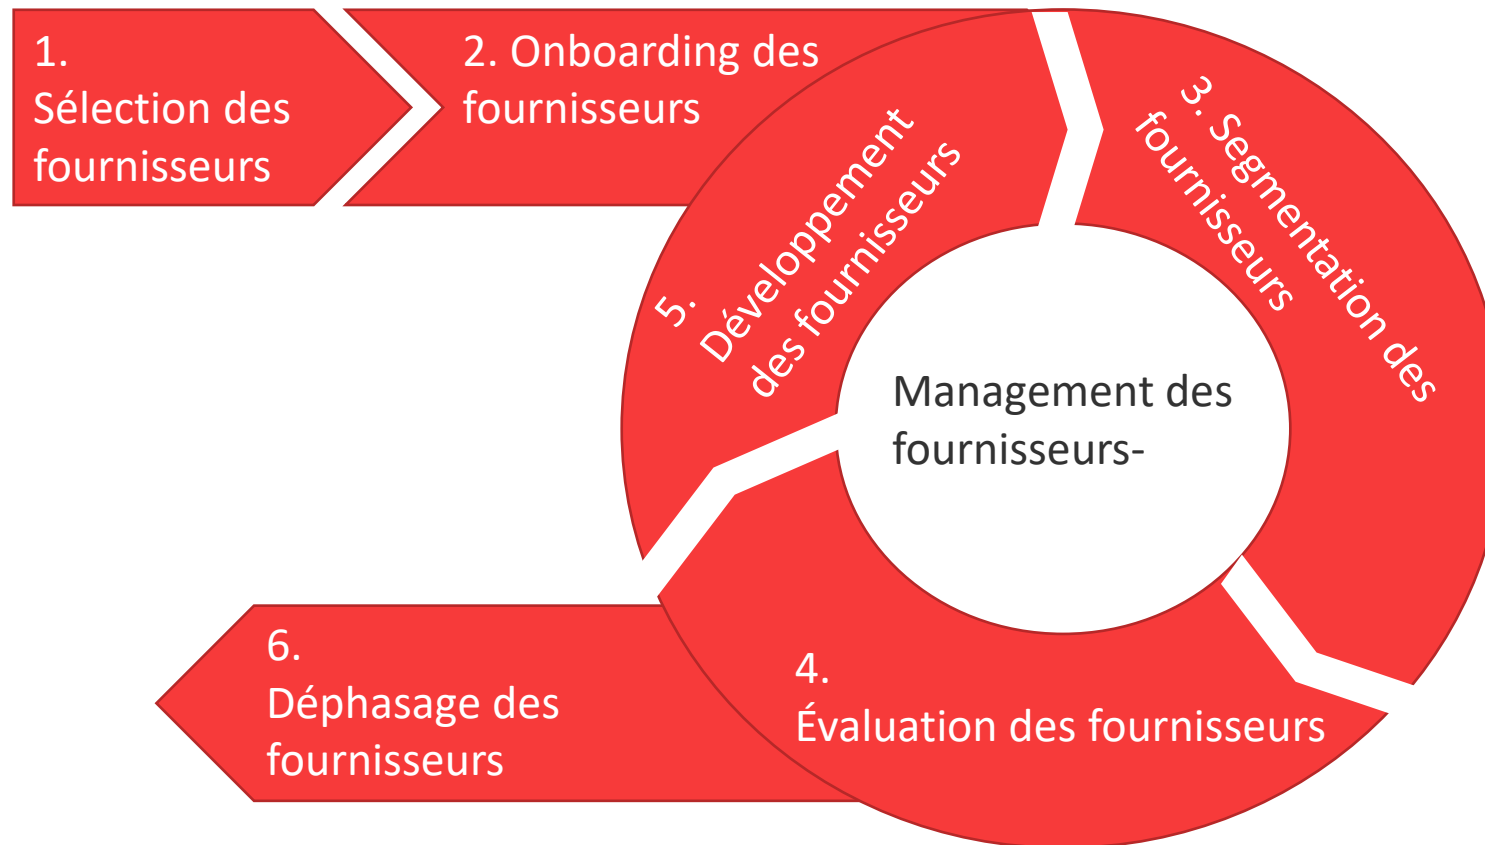 1.
Sélection des
fournisseurs
2. Onboarding des
fournisseurs
3. Segmentation des
fournisseurs
4.
Évaluation des fournisseurs
5.
Développement
des fournisseurs
6.
Déphasage des
fournisseurs
Management des
fournisseurs-